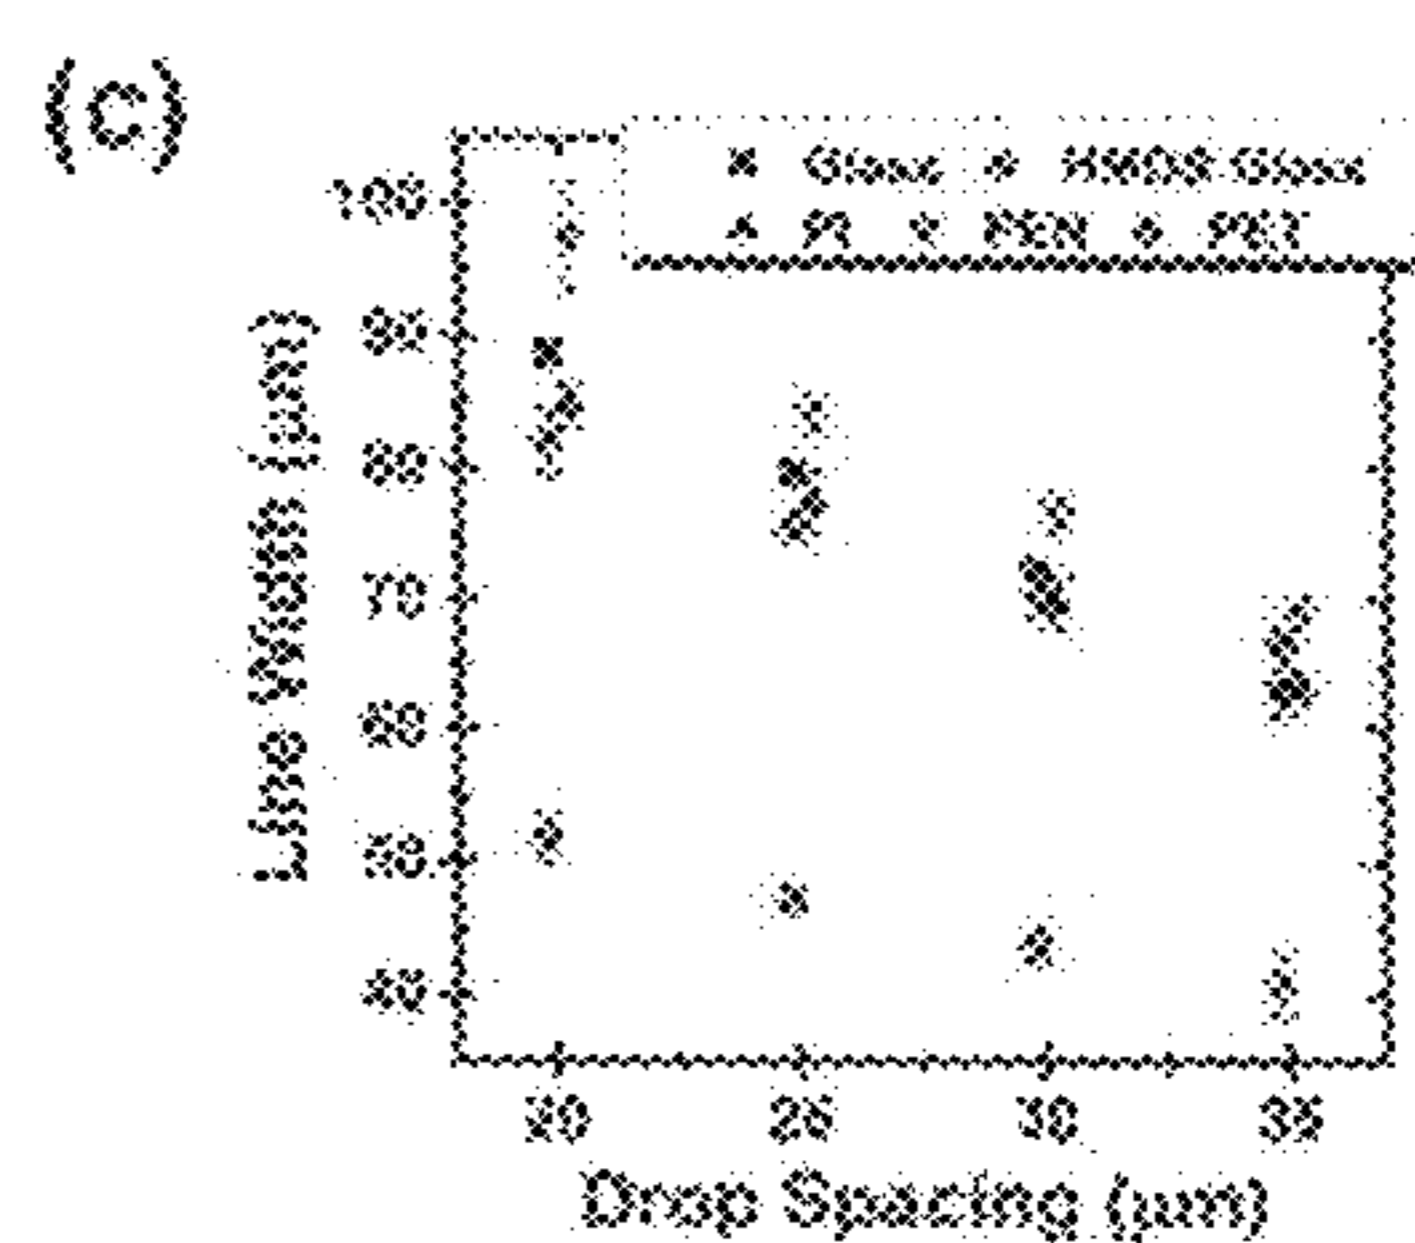 (c)
Glass HMDS Glass
PI PEN PET
100
90
80
70
60
50
40
Line Width (µm)
20 25 30 35
Drop Spacing (µm)